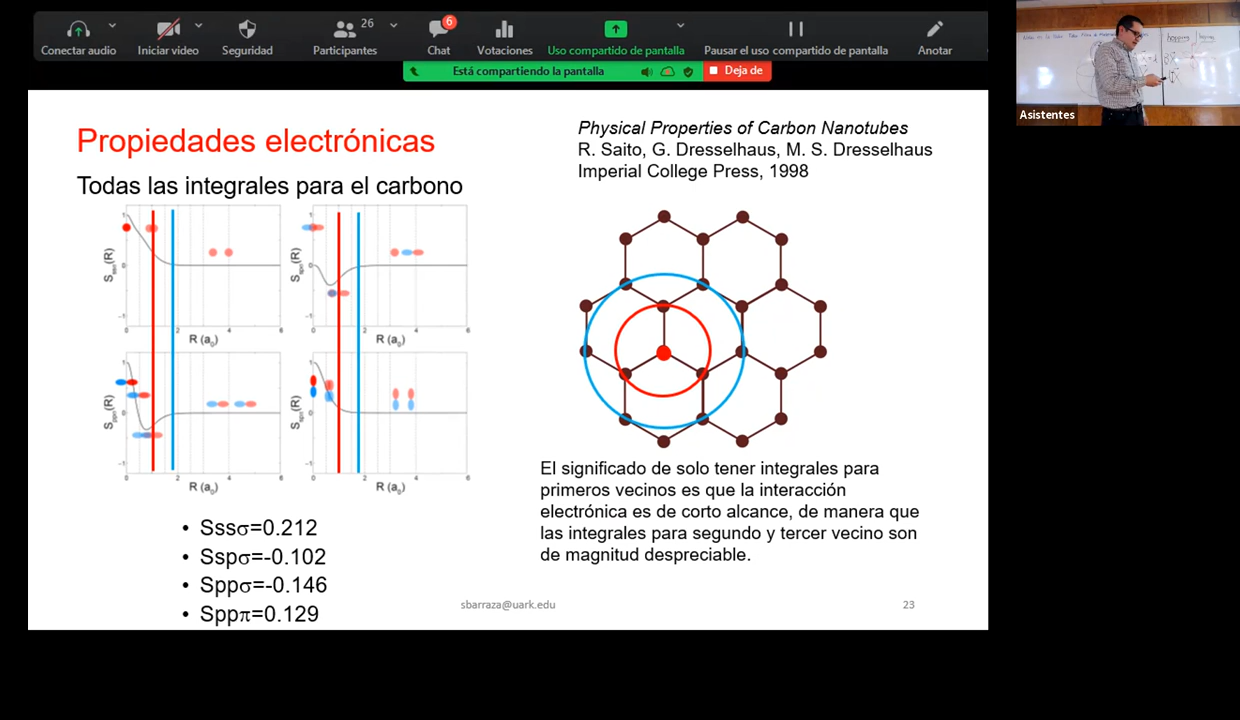 Conectar audio
Iniciar video
Seguridad
26
Participantes
6
Chat
Votaciones
Uso compartido de pantalla
Pausar el uso compartido de pantalla
Anotar
Está compartiendo la pantalla
Deja de
Asistentes
hopping
Propiedades electrónicas
Todas las integrales para el carbono
Physical Properties of Carbon Nanotubes
R. Saito, G. Dresselhaus, M. S. Dresselhaus
Imperial College Press, 1998
R (a₀)
R (a₀)
R (a₀)
R (a₀)
El significado de solo tener integrales para
primeros vecinos es que la interacción
electrónica es de corto alcance, de manera que
las integrales para segundo y tercer vecino son
de magnitud despreciable.
• Sssσ=0.212
• Sspσ=-0.102
• Sppσ=-0.146
• Sppπ=0.129
sbarraza@uark.edu
23